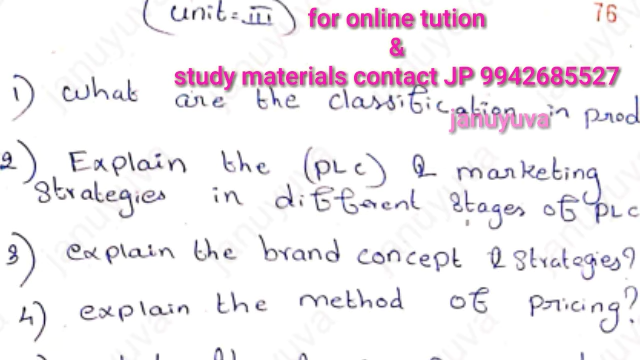 (unit = III) for online tution 76
&
study materials contact JP 9942685527
1) what are the classification in prod
januyuva
2) Explain the (PLC) & marketing
strategies in different stages of PLC
3) explain the brand concept & strategies?
4) explain the method of pricing?